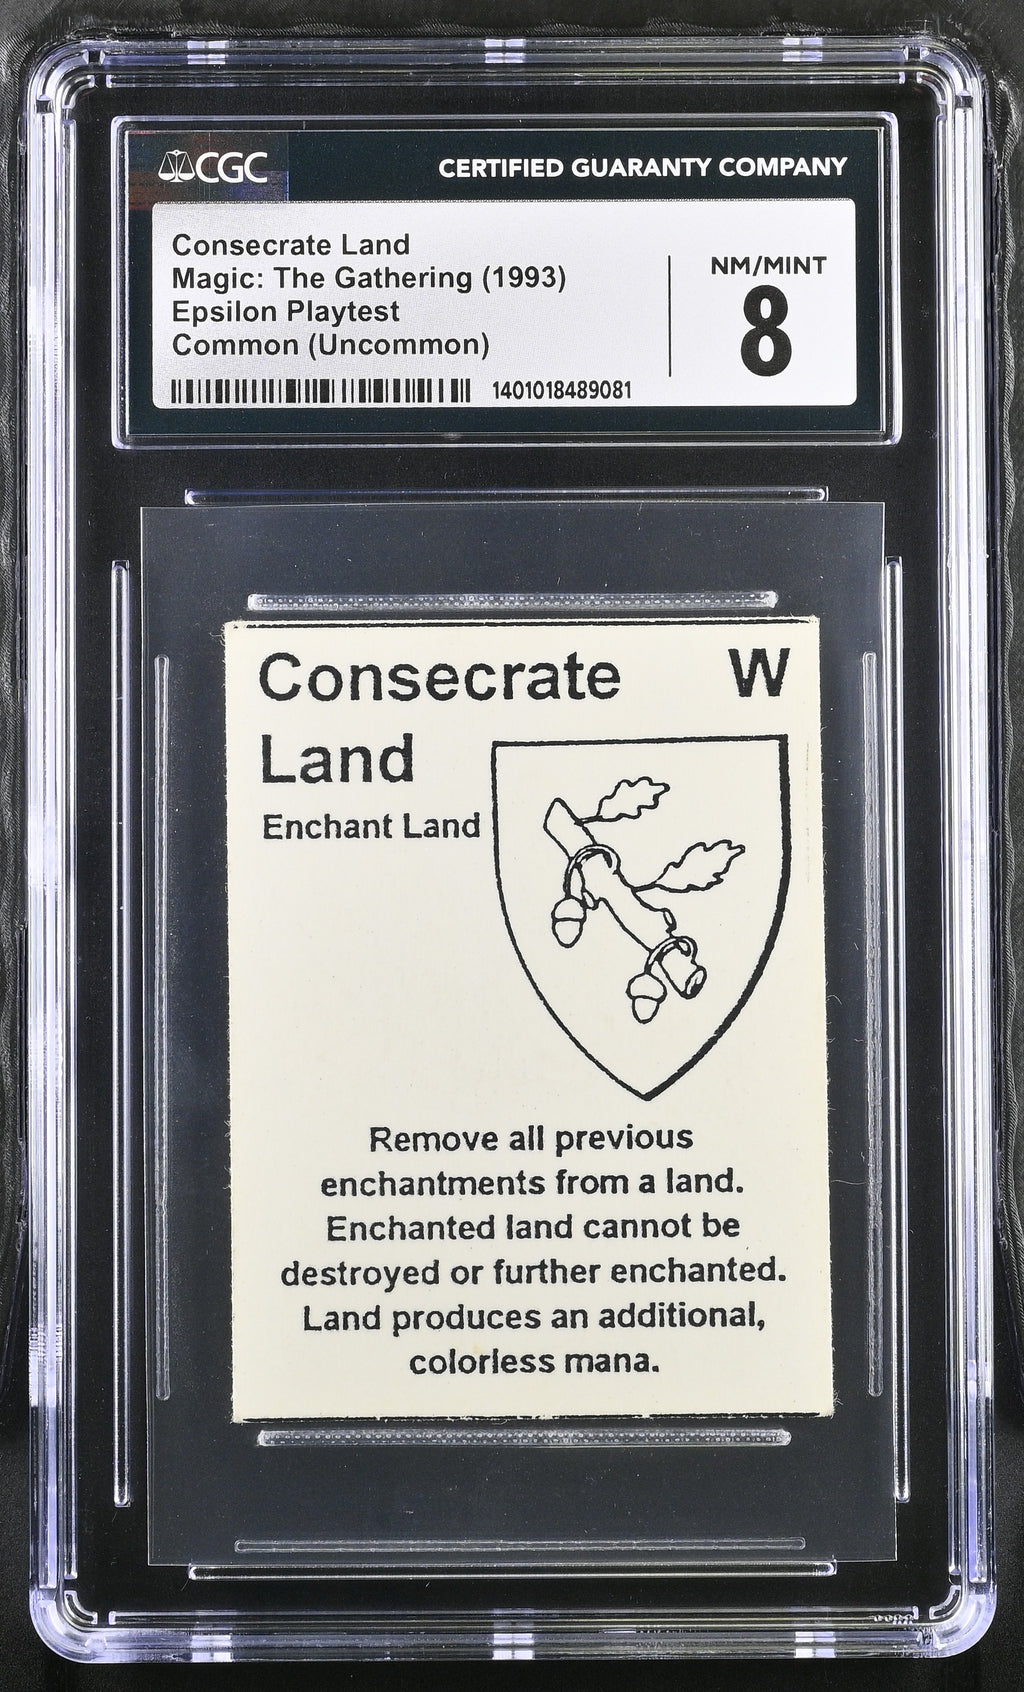 CGC
CERTIFIED GUARANTY COMPANY
Consecrate Land
Magic: The Gathering (1993)
Epsilon Playtest
Common (Uncommon)
1401018489081
NM/MINT
8
Consecrate W
Land
Enchant Land
Remove all previous
enchantments from a land.
Enchanted land cannot be
destroyed or further enchanted.
Land produces an additional,
colorless mana.